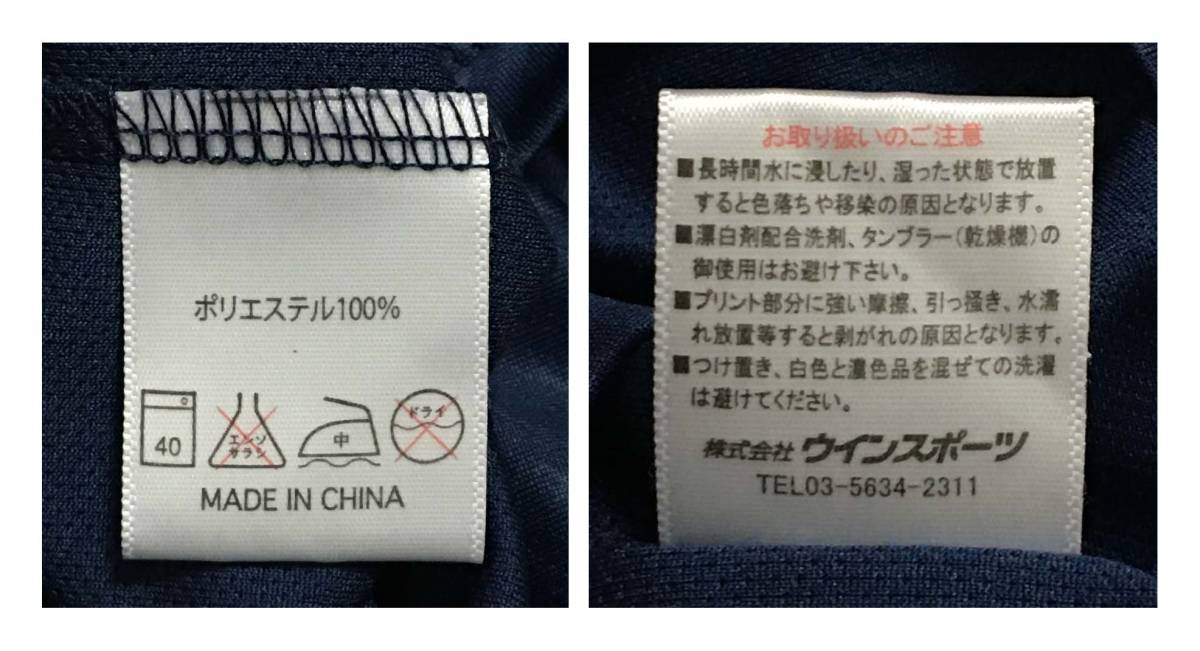 ポリエステル100%
40
エンソ
サラシ
中
ドライ
MADE IN CHINA
お取り扱いのご注意
■長時間水に浸したり、湿った状態で放置
すると色落ちや移染の原因となります。
■漂白剤配合洗剤、タンブラー(乾燥機)の
御使用はお避け下さい。
■プリント部分に強い摩擦、引っ掻き、水濡
れ放置等すると剥がれの原因となります。
■つけ置き、白色と濃色品を混ぜての洗濯
は避けてください。
株式会社 ウインスポーツ
TEL03-5634-2311